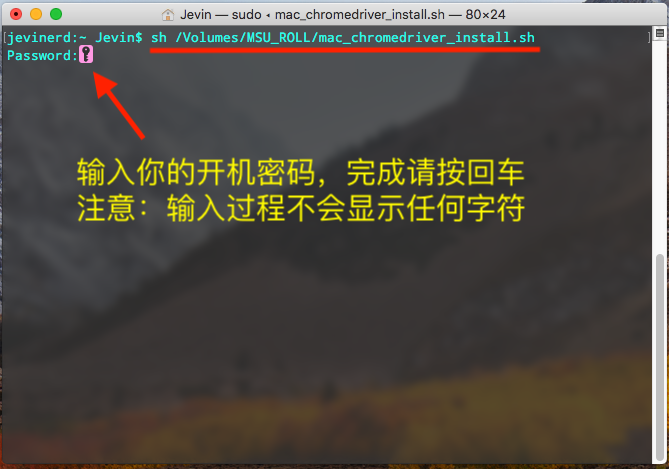 Jevin — sudo • mac_chromedriver_install.sh — 80×24
[jevinerd:~ Jevin$ sh /Volumes/MSU_ROLL/mac_chromedriver_install.sh ]
Password:
输入你的开机密码，完成请按回车
注意：输入过程不会显示任何字符